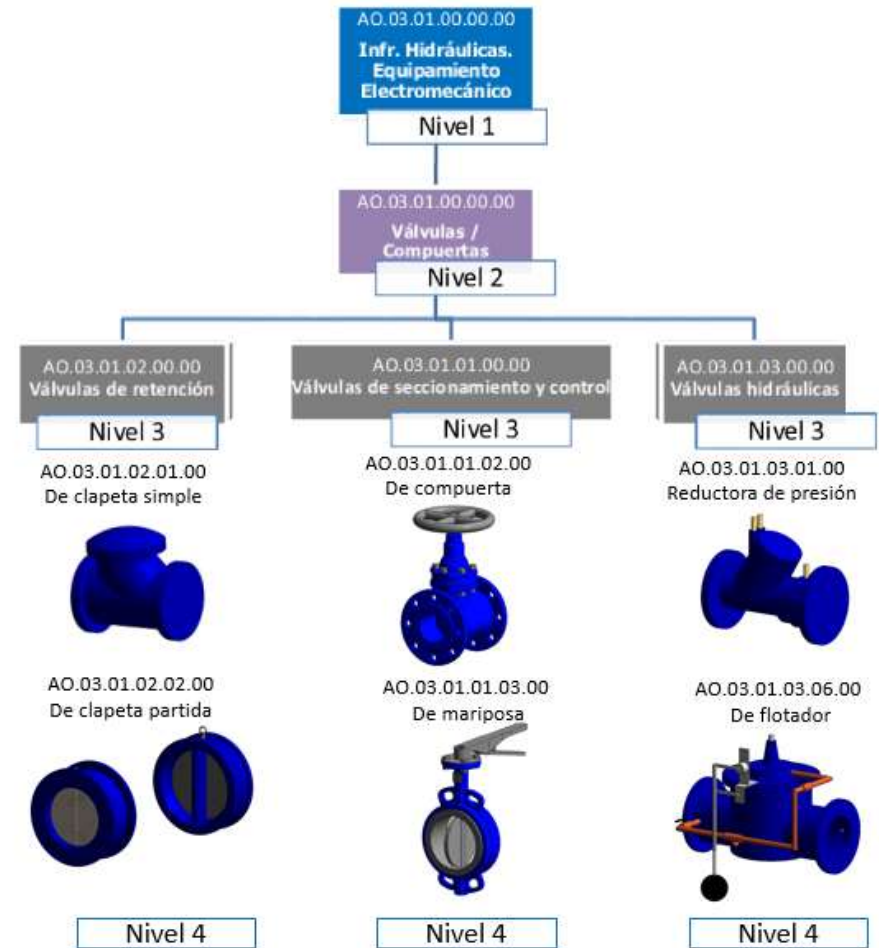 AO.03.01.00.00.00
Infr. Hidráulicas.
Equipamiento
Electromecánico
Nivel 1
AO.03.01.00.00.00
Válvulas /
Compuertas
Nivel 2
AO.03.01.02.00.00
Válvulas de retención
Nivel 3
AO.03.01.02.01.00
De clapeta simple
AO.03.01.02.02.00
De clapeta partida
Nivel 4
AO.03.01.01.00.00
Válvulas de seccionamiento y control
Nivel 3
AO.03.01.01.02.00
De compuerta
AO.03.01.01.03.00
De mariposa
Nivel 4
AO.03.01.03.00.00
Válvulas hidráulicas
Nivel 3
AO.03.01.03.01.00
Reductora de presión
AO.03.01.03.06.00
De flotador
Nivel 4